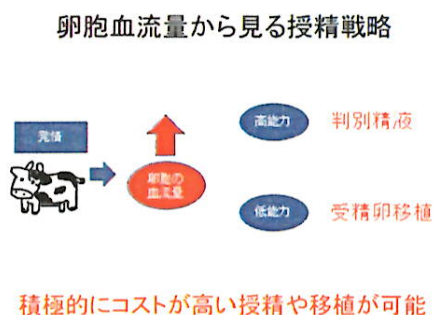 卵胞血流量から見る授精戦略
発情
卵胞の
血流量
高能力
判別精液
低能力
受精卵移植
積極的にコストが高い授精や移植が可能